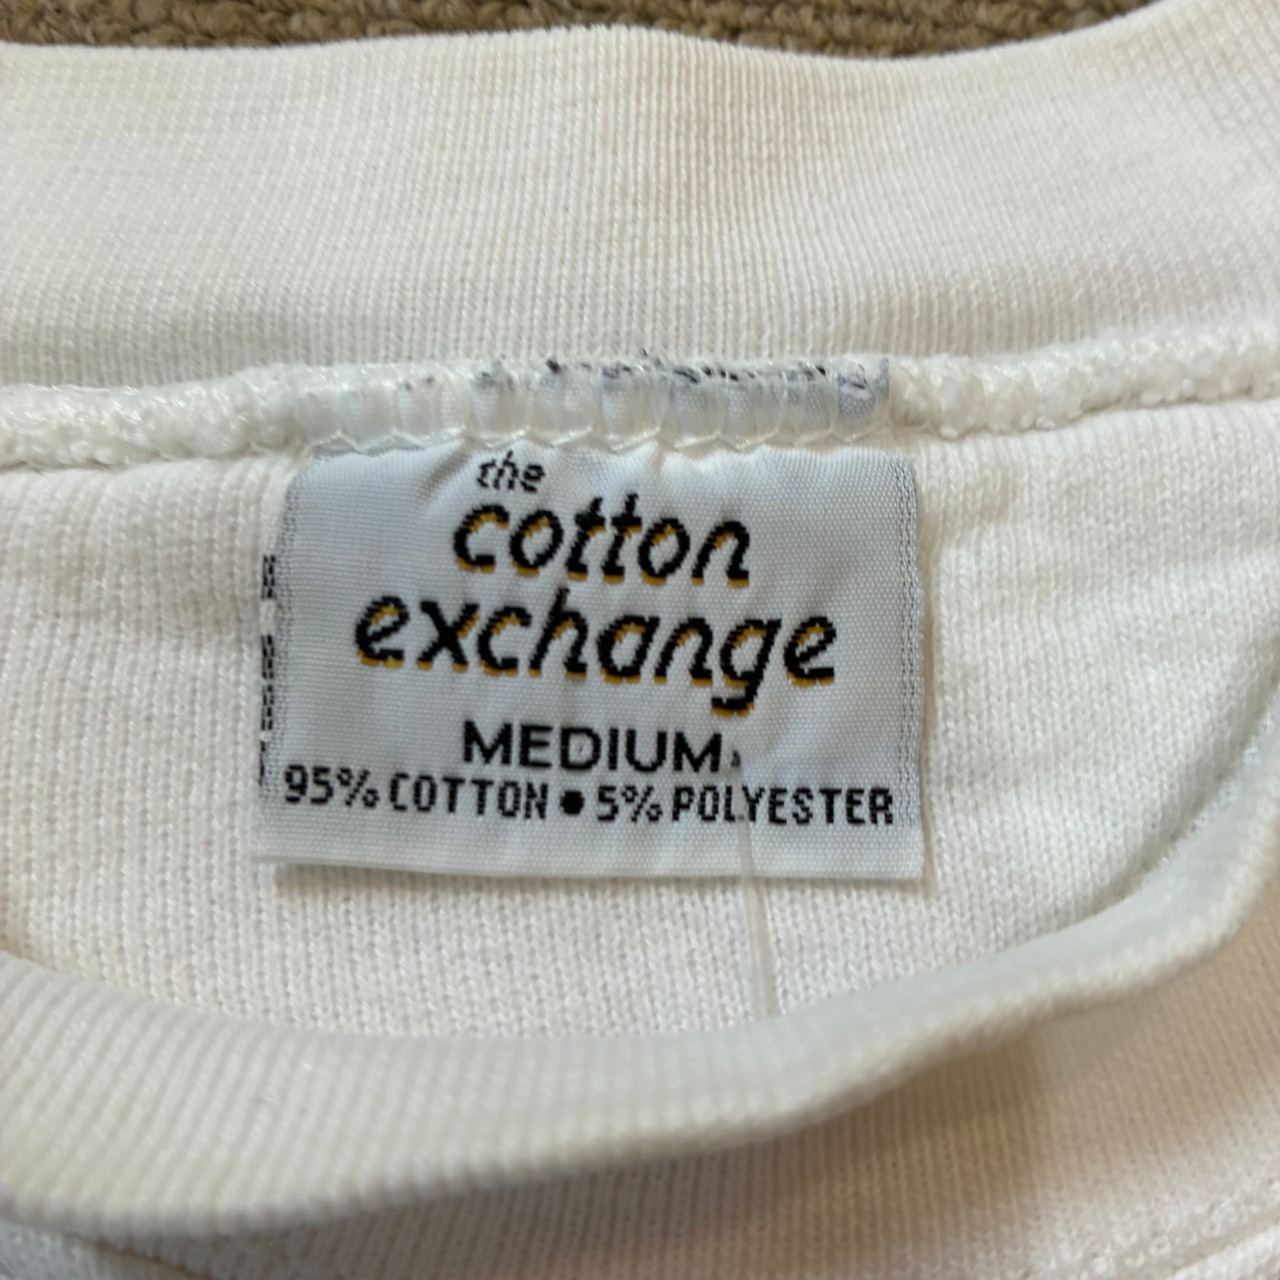 the
cotton
exchange
MEDIUM
95% COTTON • 5% POLYESTER